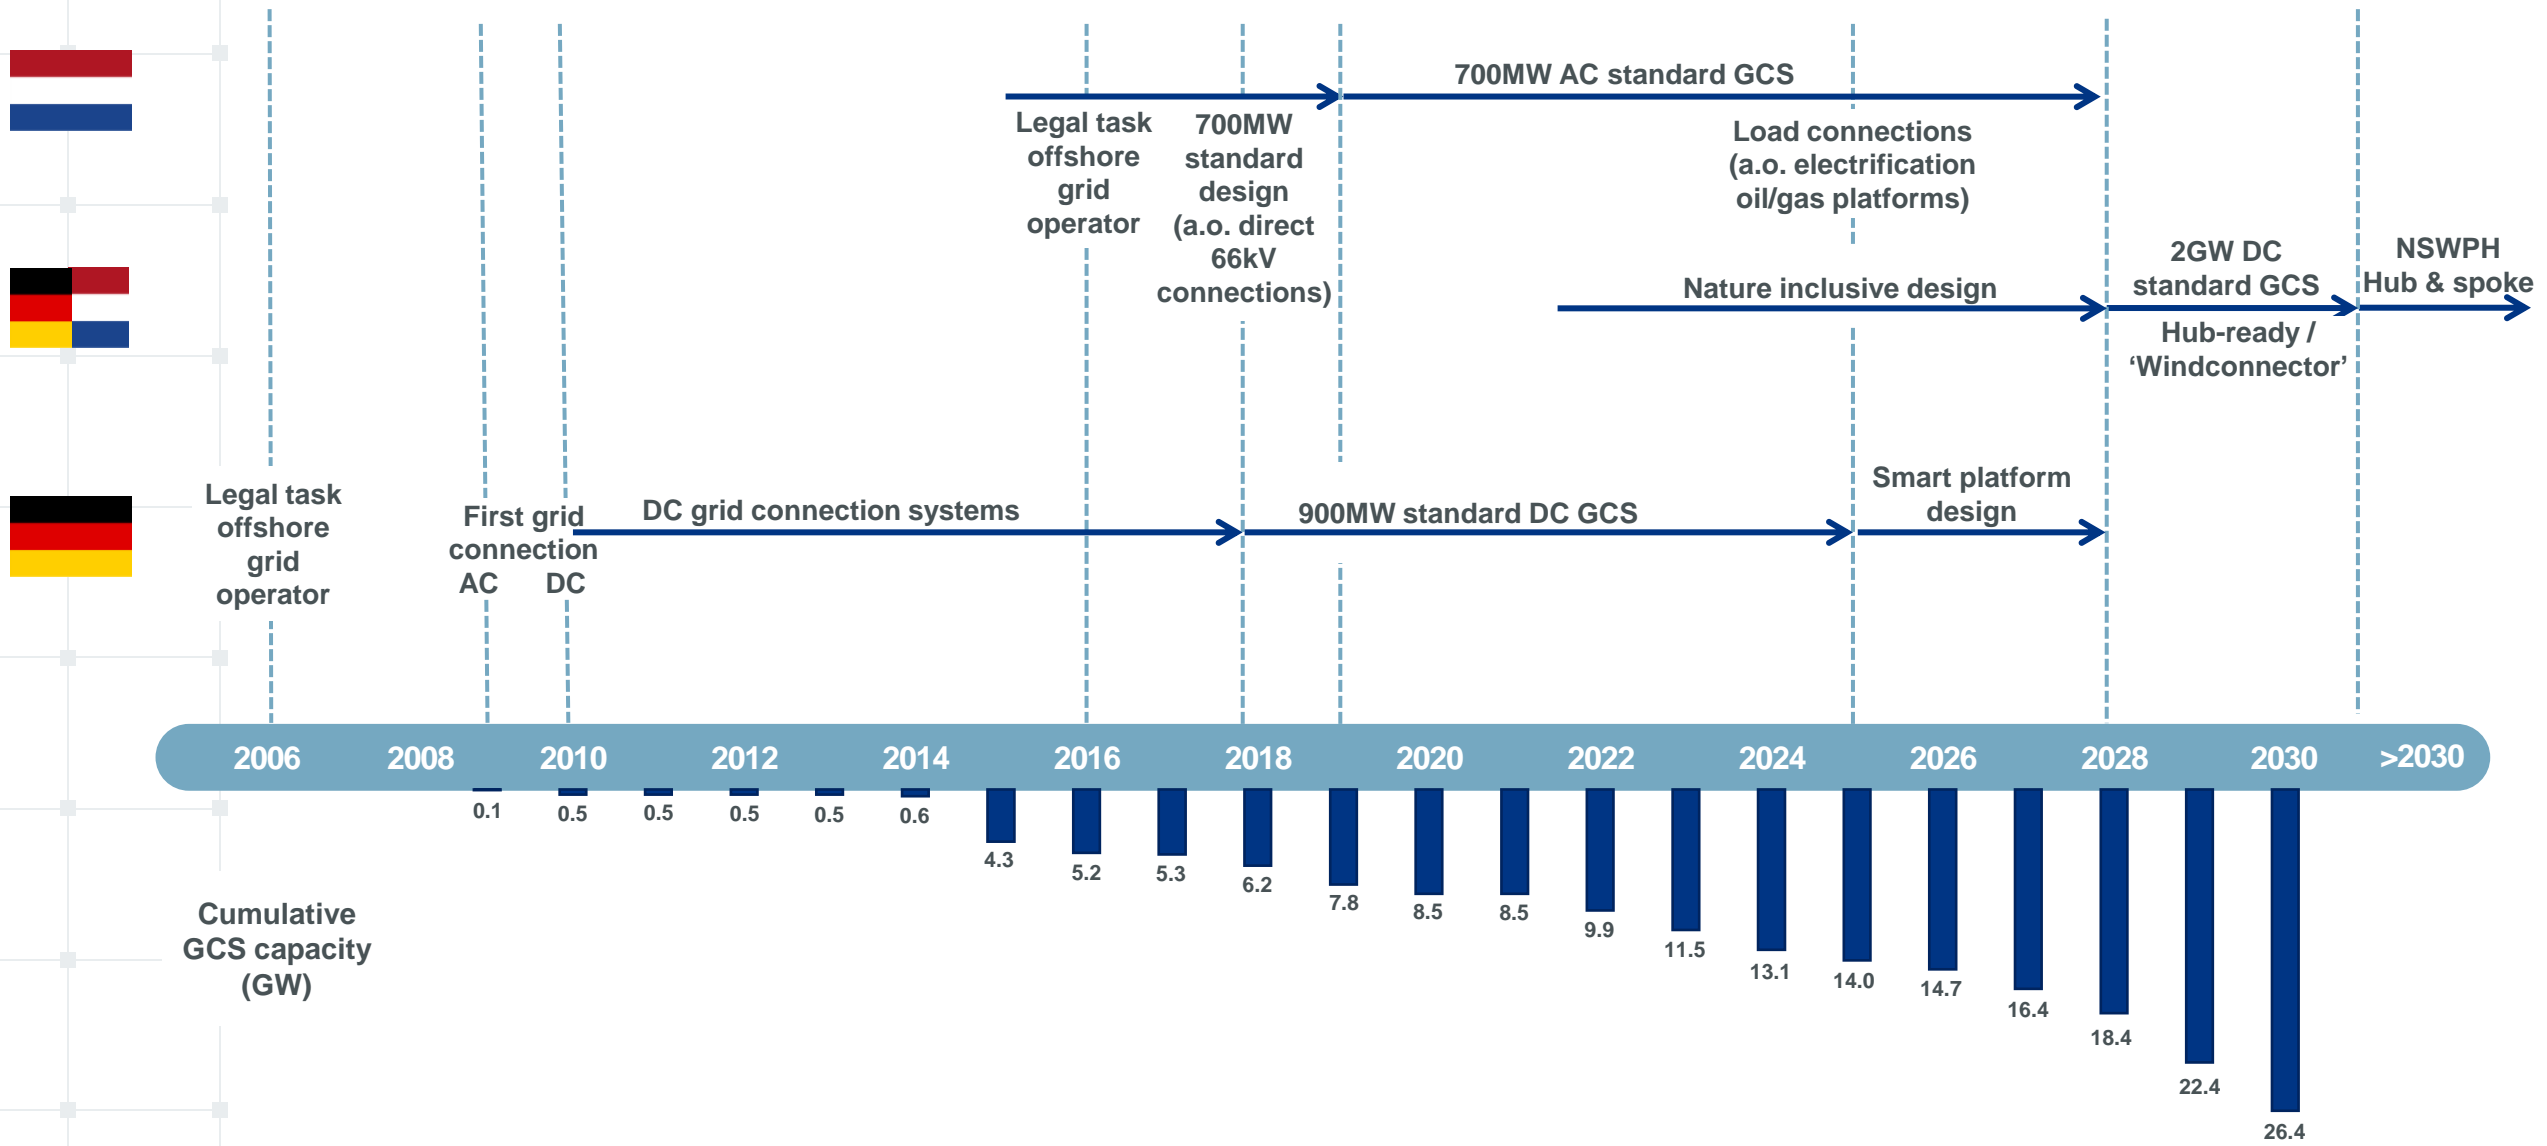 700MW AC standard GCS
Legal task
offshore
grid
operator
700MW
standard
design
(a.o. direct
66kV
connections)
Load connections
(a.o. electrification
oil/gas platforms)
Nature inclusive design
2GW DC
standard GCS
Hub-ready /
‘Windconnector’
NSWPH
Hub & spoke
Legal task
offshore
grid
operator
First grid
connection
AC DC
DC grid connection systems
900MW standard DC GCS
Smart platform
design
2006 2008 2010 2012 2014 2016 2018 2020 2022 2024 2026 2028 2030 >2030
0.1 0.5 0.5 0.5 0.5 0.6 4.3 5.2 5.3 6.2 7.8 8.5 8.5 9.9 11.5 13.1 14.0 14.7 16.4 18.4 22.4 26.4
Cumulative
GCS capacity
(GW)